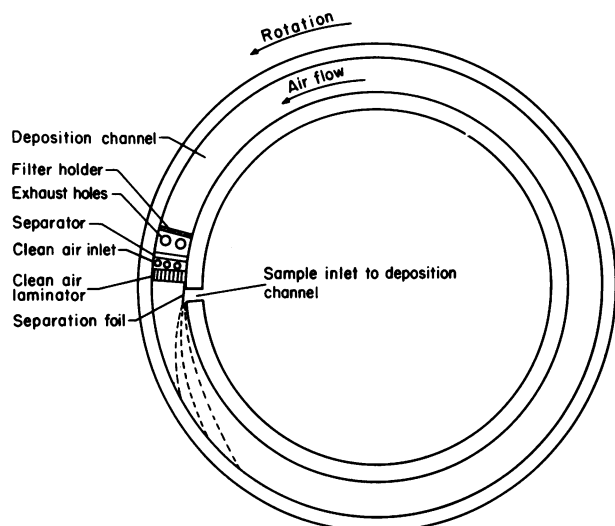 Rotation
Air flow
Deposition channel
Filter holder
Exhaust holes
Separator
Clean air inlet
Clean air
laminator
Separation foil
Sample inlet to deposition
channel